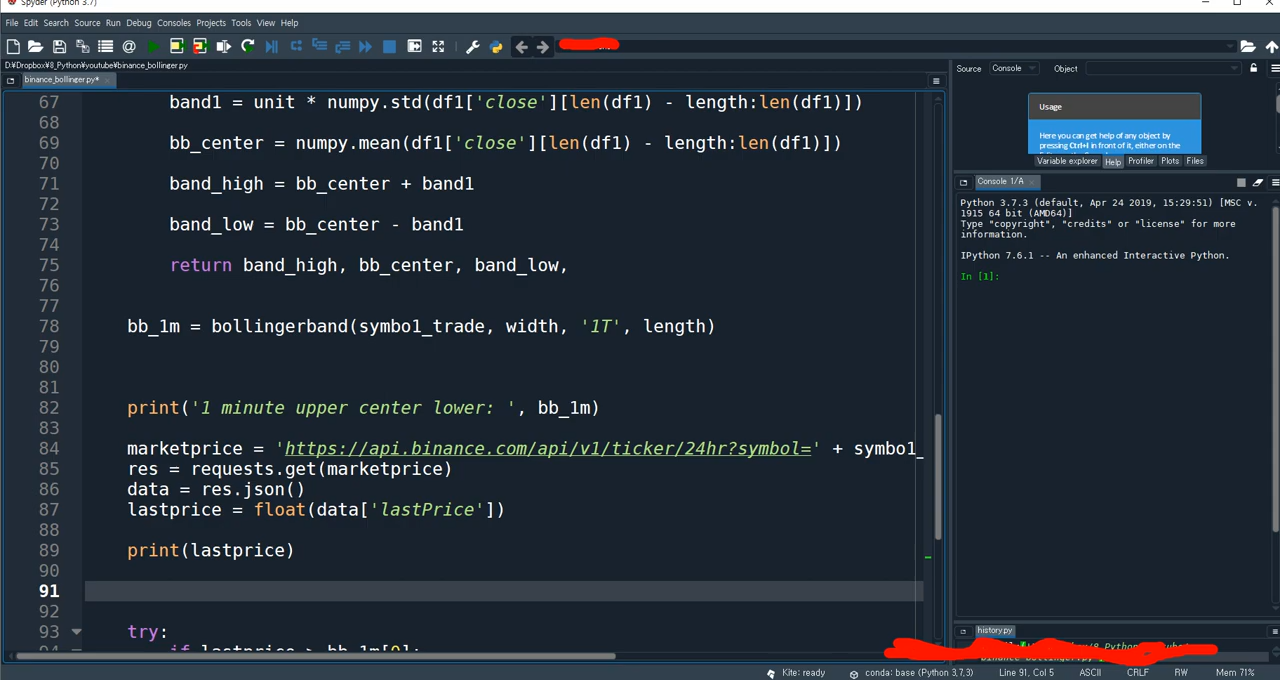 Spyder (Python 3.7)
File Edit Search Source Run Debug Consoles Projects Tools View Help
D:¥Dropbox¥8_Python¥youtube¥binance_bollinger.py
binance_bollinger.py*
67 band1 = unit * numpy.std(df1['close'][len(df1) - length:len(df1)])
68
69 bb_center = numpy.mean(df1['close'][len(df1) - length:len(df1)])
70
71 band_high = bb_center + band1
72
73 band_low = bb_center - band1
74
75 return band_high, bb_center, band_low,
76
77
78 bb_1m = bollingerband(symbol_trade, width, '1T', length)
79
80
81
82 print('1 minute upper center lower: ', bb_1m)
83
84 marketprice = 'https://api.binance.com/api/v1/ticker/24hr?symbol=' + symbol_
85 res = requests.get(marketprice)
86 data = res.json()
87 lastprice = float(data['lastPrice'])
88
89 print(lastprice)
90
91
92
93 try:
94 if lastprice > bb_1m[0]:
Source Console Object
Usage
Here you can get help of any object by
pressing Ctrl+I in front of it, either on the
Variable explorer Help Profiler Plots Files
Console 1/A
Python 3.7.3 (default, Apr 24 2019, 15:29:51) [MSC v.
1915 64 bit (AMD64)]
Type "copyright", "credits" or "license" for more
information.
IPython 7.6.1 -- An enhanced Interactive Python.
In [1]:
history.py
Kite: ready conda: base (Python 3.7.3) Line 91, Col 5 ASCII CRLF RW Mem 71%